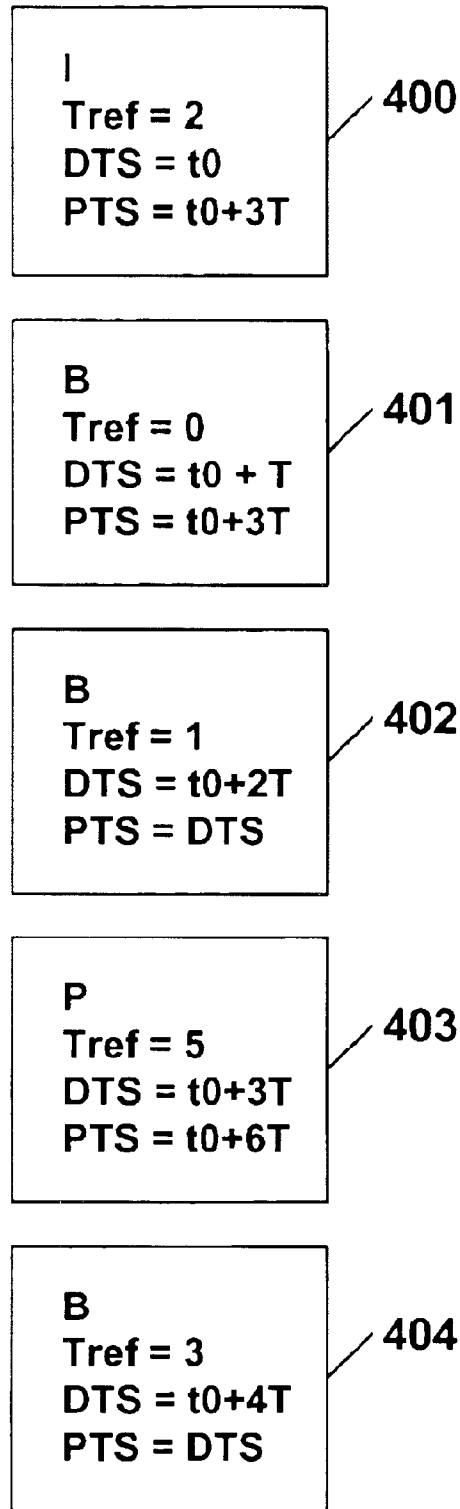 I
Tref = 2
DTS = t0
PTS = t0+3T
400
B
Tref = 0
DTS = t0 + T
PTS = t0+3T
401
B
Tref = 1
DTS = t0+2T
PTS = DTS
402
P
Tref = 5
DTS = t0+3T
PTS = t0+6T
403
B
Tref = 3
DTS = t0+4T
PTS = DTS
404